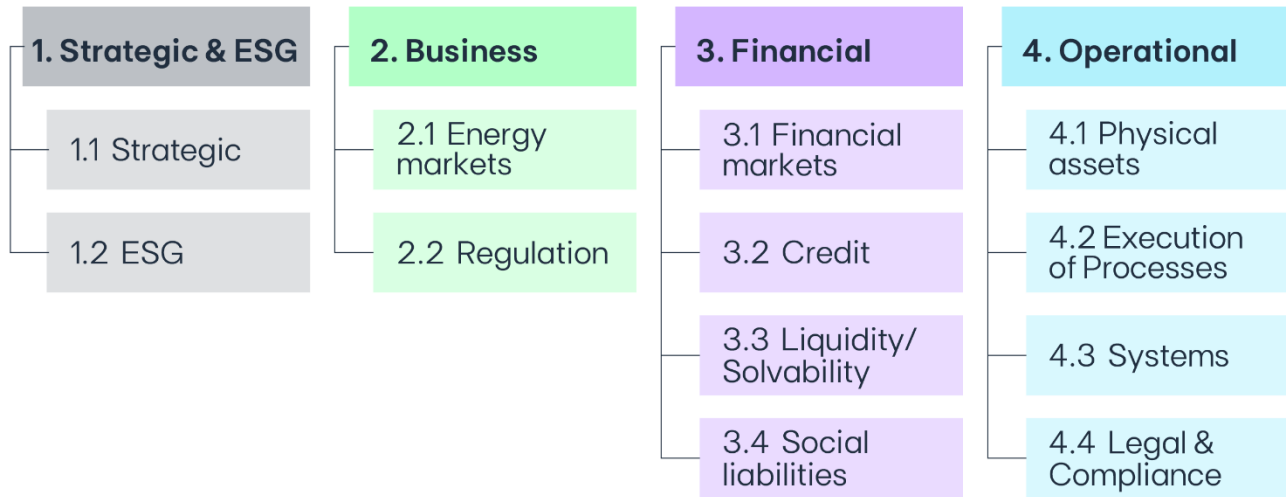 1. Strategic & ESG
1.1 Strategic
1.2 ESG
2. Business
2.1 Energy
markets
2.2 Regulation
3. Financial
3.1 Financial
markets
3.2 Credit
3.3 Liquidity/
Solvability
3.4 Social
liabilities
4. Operational
4.1 Physical
assets
4.2 Execution
of Processes
4.3 Systems
4.4 Legal &
Compliance